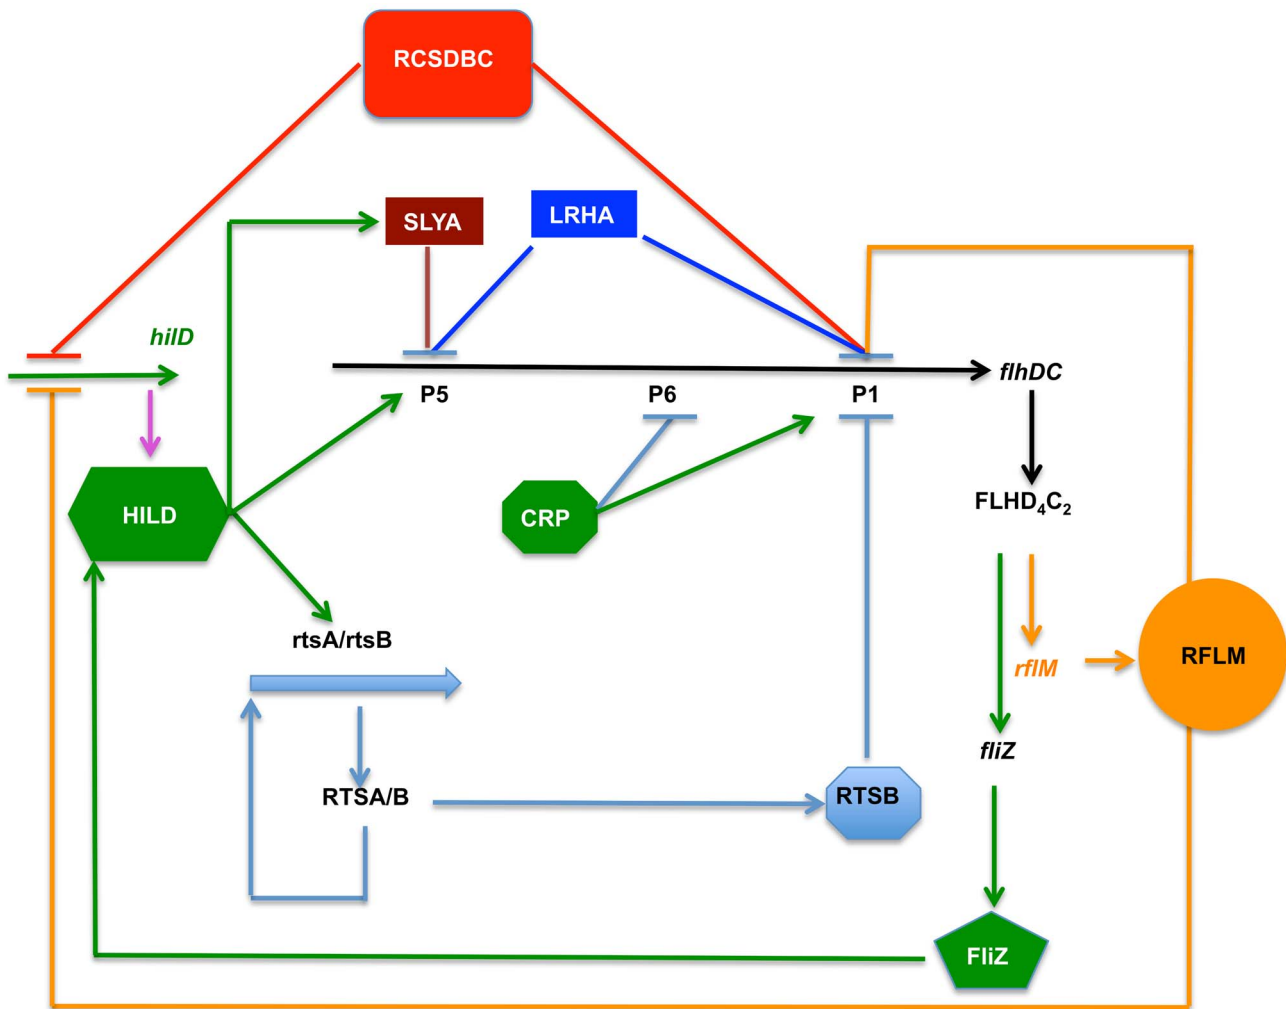 RCSDBC
SLYA
LRHA
hilD
flhDC
P5
P6
P1
HILD
CRP
FLHD₄C₂
rtsA/rtsB
rflM
RFLM
fliZ
RTSA/B
RTSB
FliZ